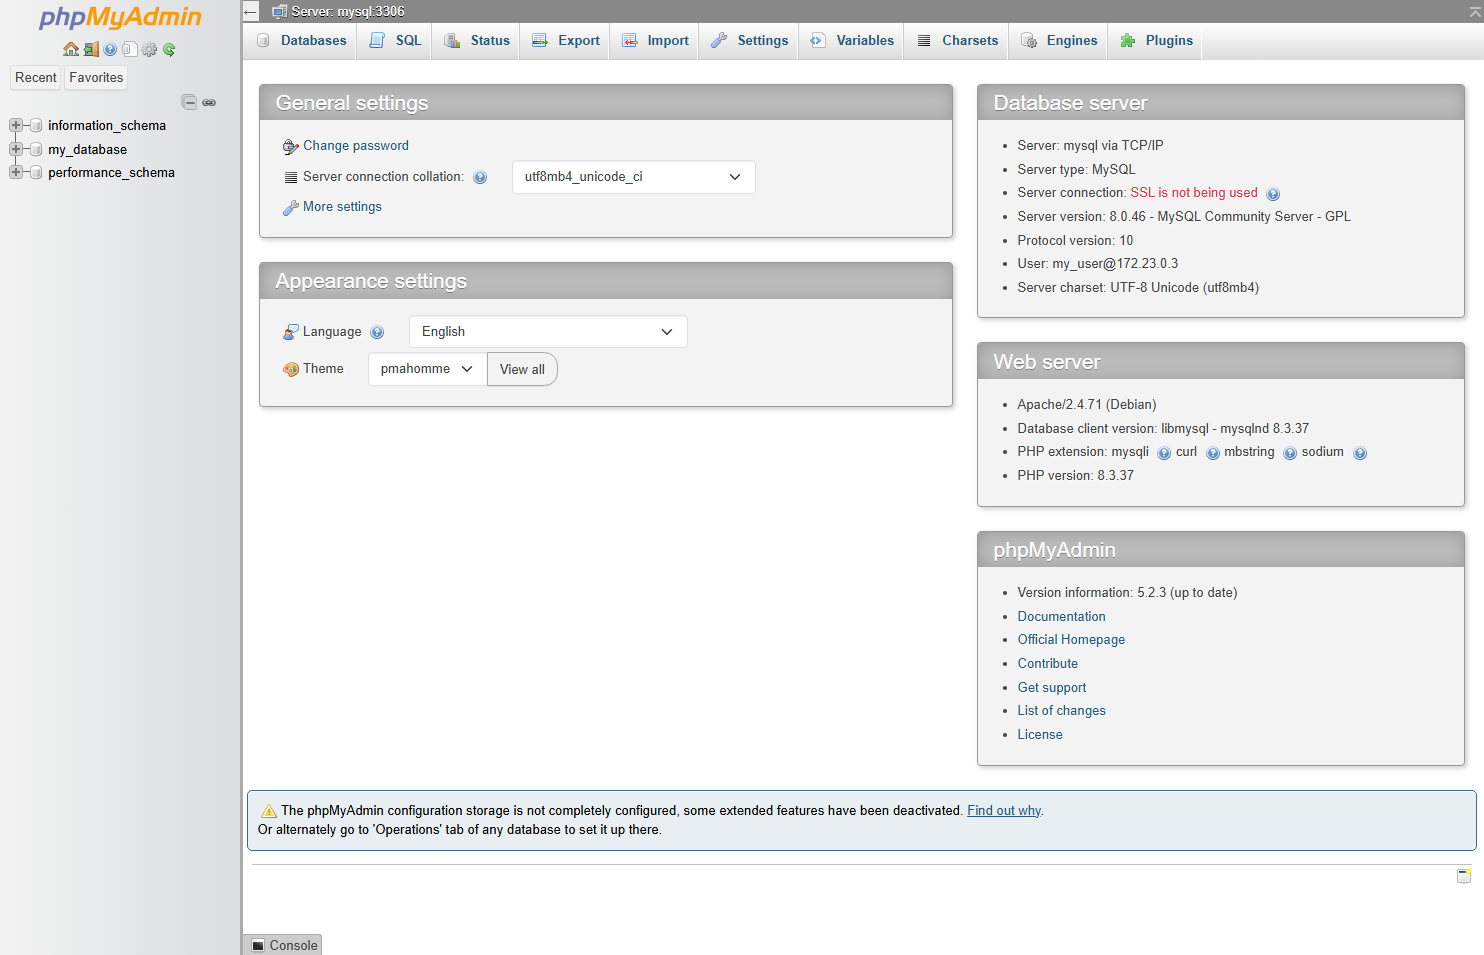 phpMyAdmin
Recent Favorites
information_schema
my_database
performance_schema
Server: mysql:3306
Databases SQL Status Export Import Settings Variables Charsets Engines Plugins
General settings
Change password
Server connection collation: utf8mb4_unicode_ci
More settings
Appearance settings
Language English
Theme pmahomme View all
Database server
Server: mysql via TCP/IP
Server type: MySQL
Server connection: SSL is not being used
Server version: 8.0.46 - MySQL Community Server - GPL
Protocol version: 10
User: my_user@172.23.0.3
Server charset: UTF-8 Unicode (utf8mb4)
Web server
Apache/2.4.71 (Debian)
Database client version: libmysql - mysqlnd 8.3.37
PHP extension: mysqli curl mbstring sodium
PHP version: 8.3.37
phpMyAdmin
Version information: 5.2.3 (up to date)
Documentation
Official Homepage
Contribute
Get support
List of changes
License
The phpMyAdmin configuration storage is not completely configured, some extended features have been deactivated. Find out why.
Or alternately go to 'Operations' tab of any database to set it up there.
Console